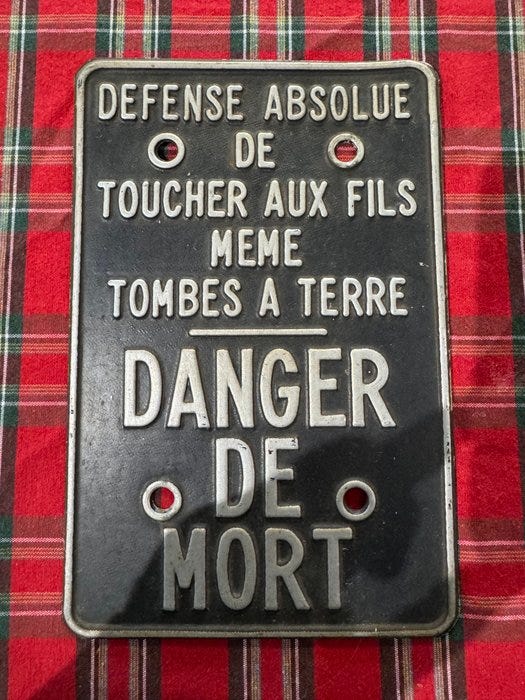 DEFENSE ABSOLUE
DE
TOUCHER AUX FILS
MEME
TOMBES A TERRE
DANGER
DE
MORT